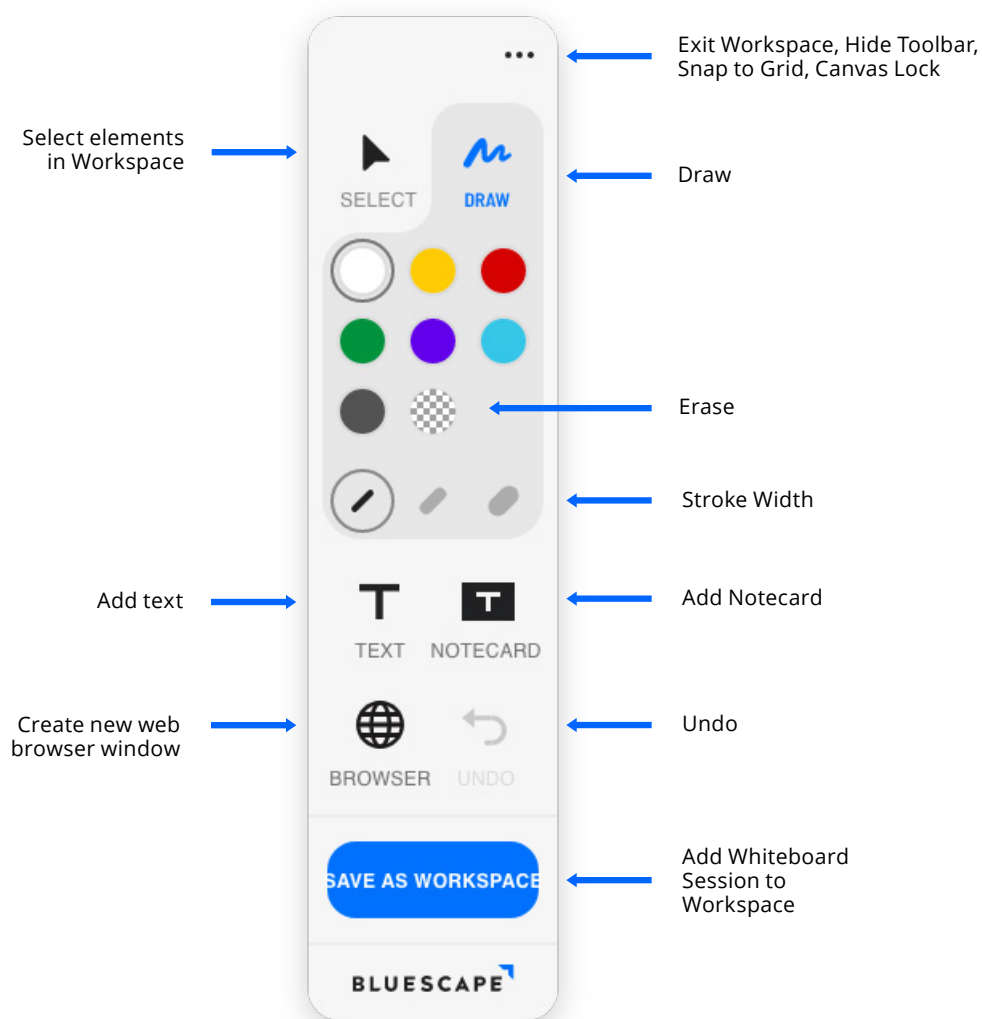 Exit Workspace, Hide Toolbar,
Snap to Grid, Canvas Lock
Select elements
in Workspace
SELECT
DRAW
Draw
Erase
Stroke Width
Add text
TEXT
NOTECARD
Add Notecard
Create new web
browser window
BROWSER
UNDO
Undo
SAVE AS WORKSPACE
Add Whiteboard
Session to
Workspace
BLUESCAPE